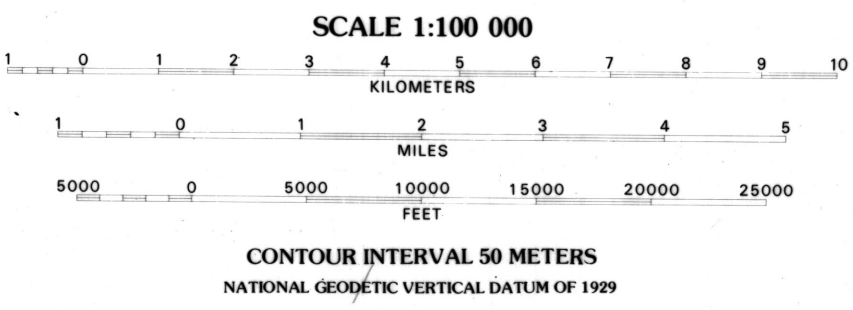 SCALE 1:100 000
1 0 1 2 3 4 5 6 7 8 9 10
KILOMETERS
1 0 1 2 3 4 5
MILES
5000 0 5000 10000 15000 20000 25000
FEET
CONTOUR INTERVAL 50 METERS
NATIONAL GEODETIC VERTICAL DATUM OF 1929